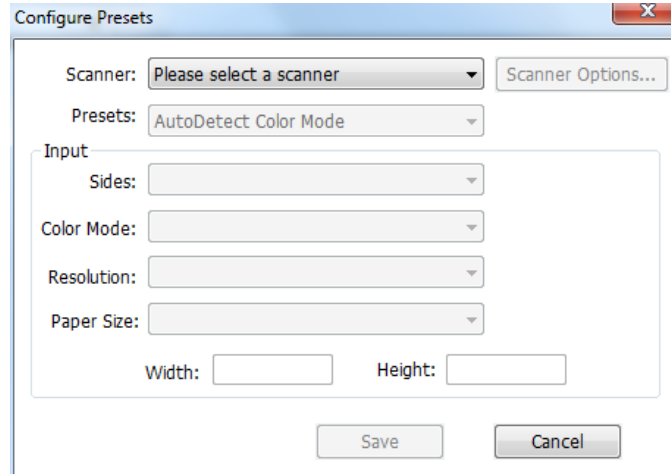 Configure Presets
Scanner: Please select a scanner Scanner Options...
Presets: AutoDetect Color Mode
Input
Sides:
Color Mode:
Resolution:
Paper Size:
Width: Height:
Save Cancel